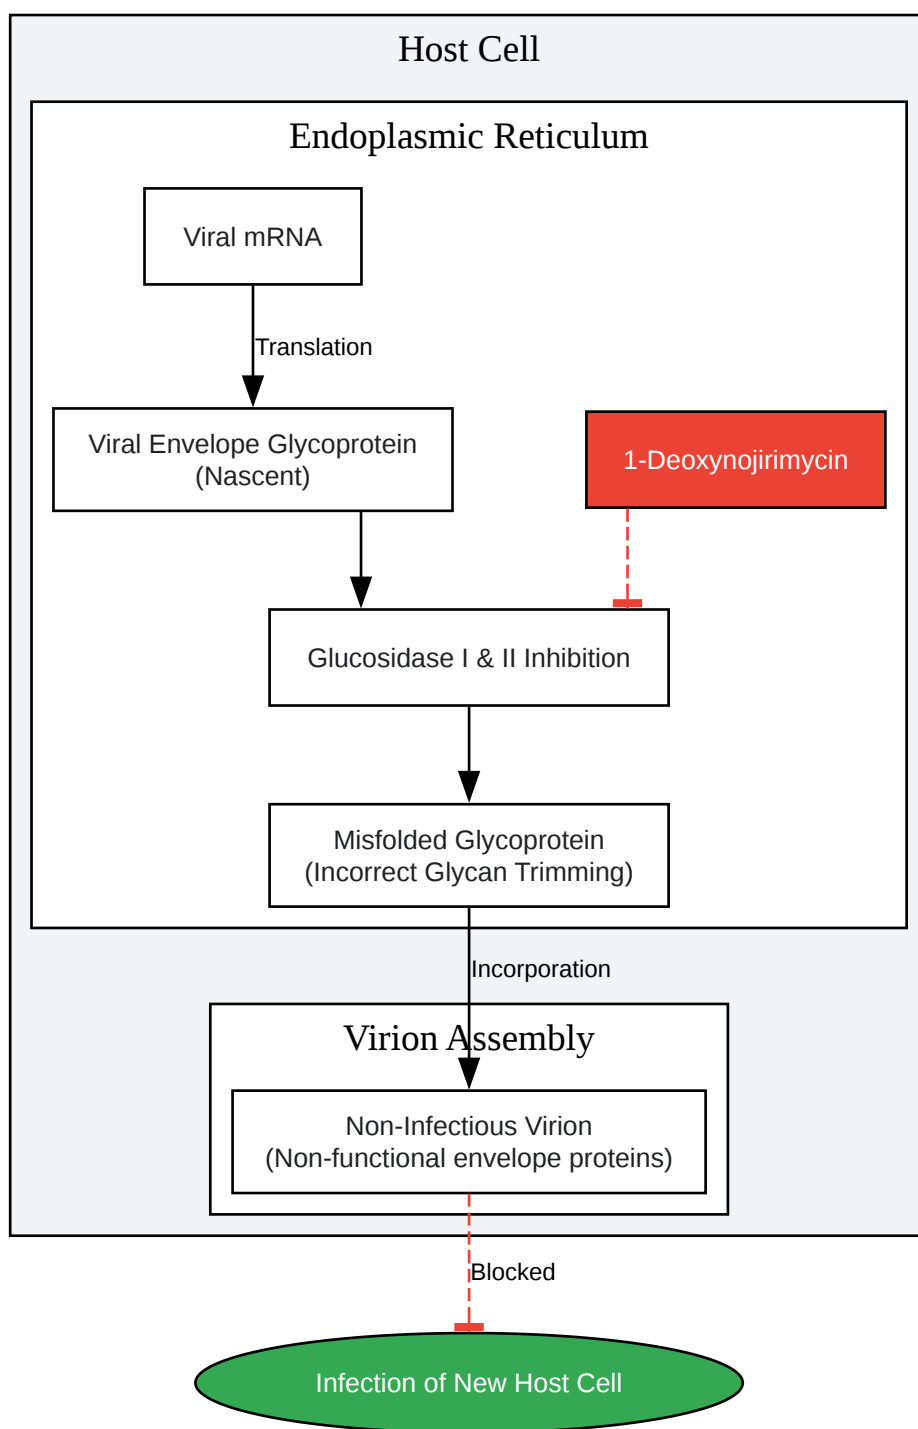 Host Cell
Endoplasmic Reticulum
Viral mRNA
Translation
Viral Envelope Glycoprotein
(Nascent)
1-Deoxynojirimycin
Glucosidase I & II Inhibition
Misfolded Glycoprotein
(Incorrect Glycan Trimming)
Incorporation
Virion Assembly
Non-Infectious Virion
(Non-functional envelope proteins)
Blocked
Infection of New Host Cell